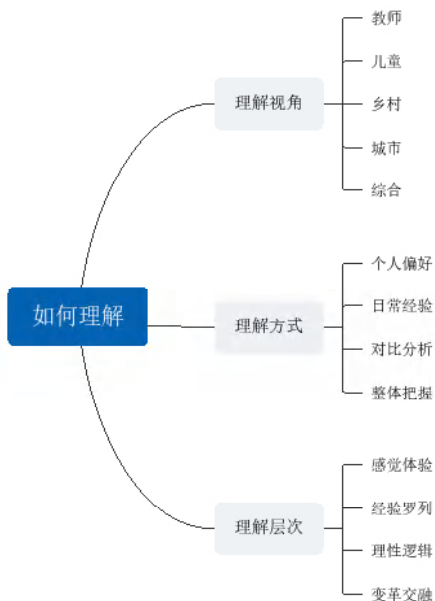 如何理解
理解视角
教师
儿童
乡村
城市
综合
理解方式
个人偏好
日常经验
对比分析
整体把握
理解层次
感觉体验
经验罗列
理性逻辑
变革交融